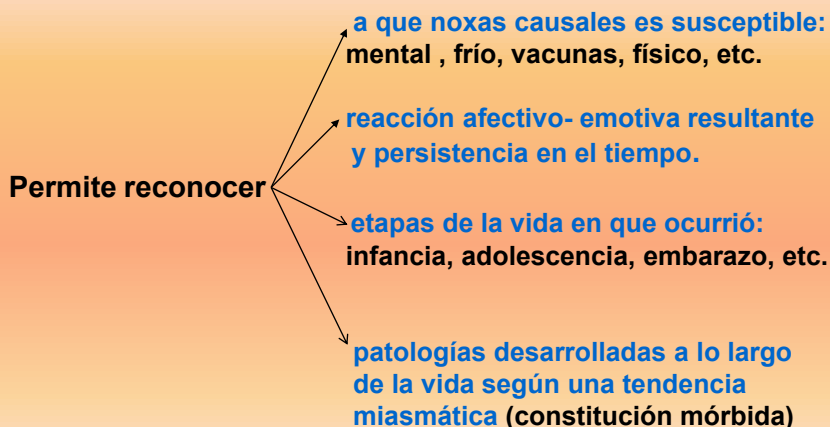 a que noxas causales es susceptible:
mental , frío, vacunas, físico, etc.
reacción afectivo- emotiva resultante
y persistencia en el tiempo.
Permite reconocer
etapas de la vida en que ocurrió:
infancia, adolescencia, embarazo, etc.
patologías desarrolladas a lo largo
de la vida según una tendencia
miasmática (constitución mórbida)